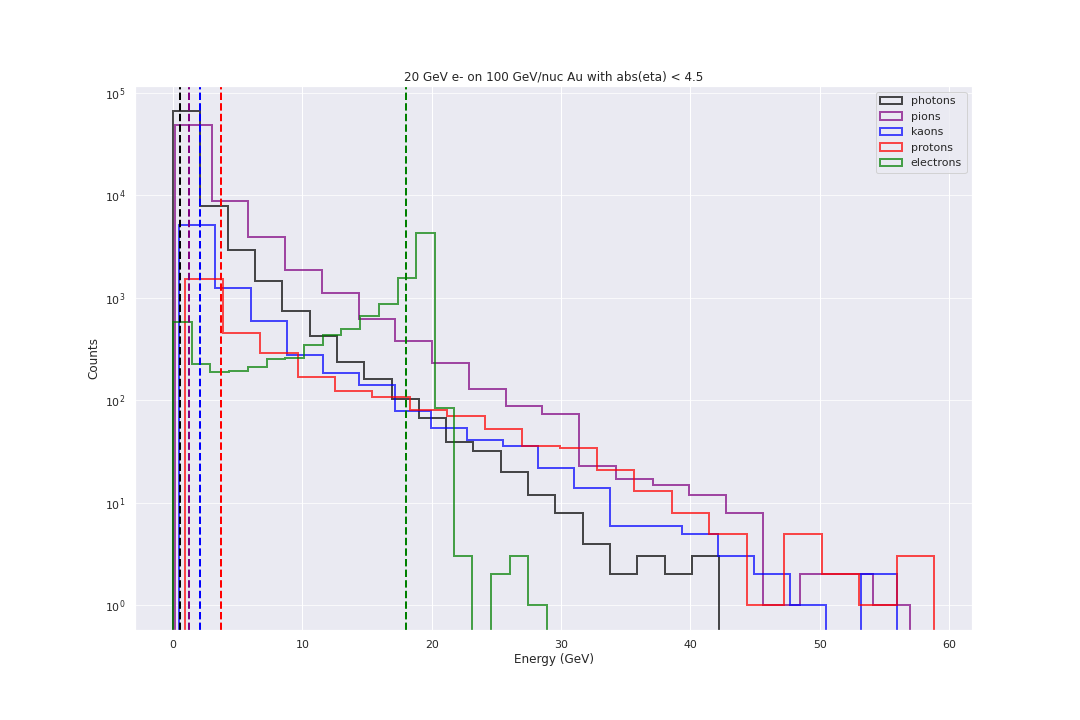 20 GeV e- on 100 GeV/nuc Au with abs(eta) < 4.5
photons
pions
kaons
protons
electrons
Counts
10^5
10^4
10^3
10^2
10^1
10^0
0 10 20 30 40 50 60
Energy (GeV)